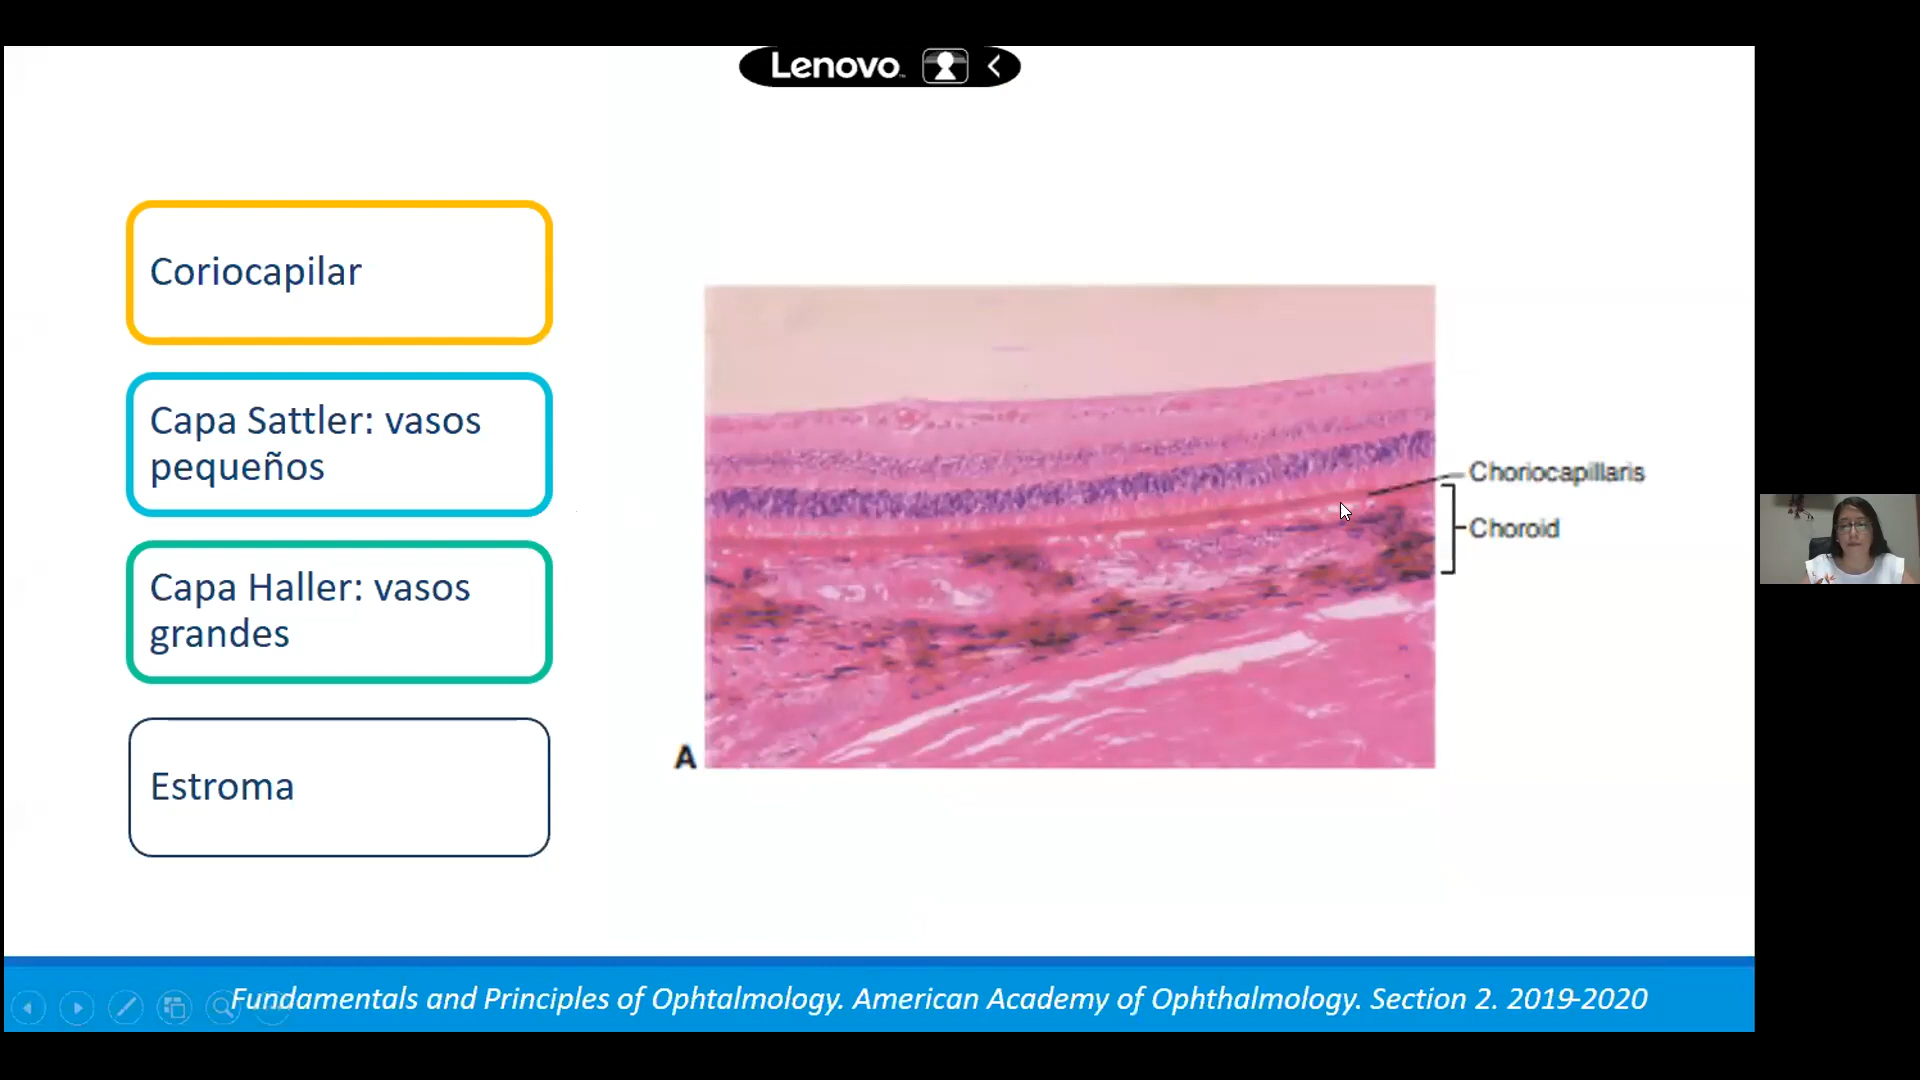 Lenovo
Coriocapilar
Capa Sattler: vasos
pequeños
Capa Haller: vasos
grandes
Estroma
Choriocapillaris
Choroid
A
Fundamentals and Principles of Ophtalmology. American Academy of Ophthalmology. Section 2. 2019-2020